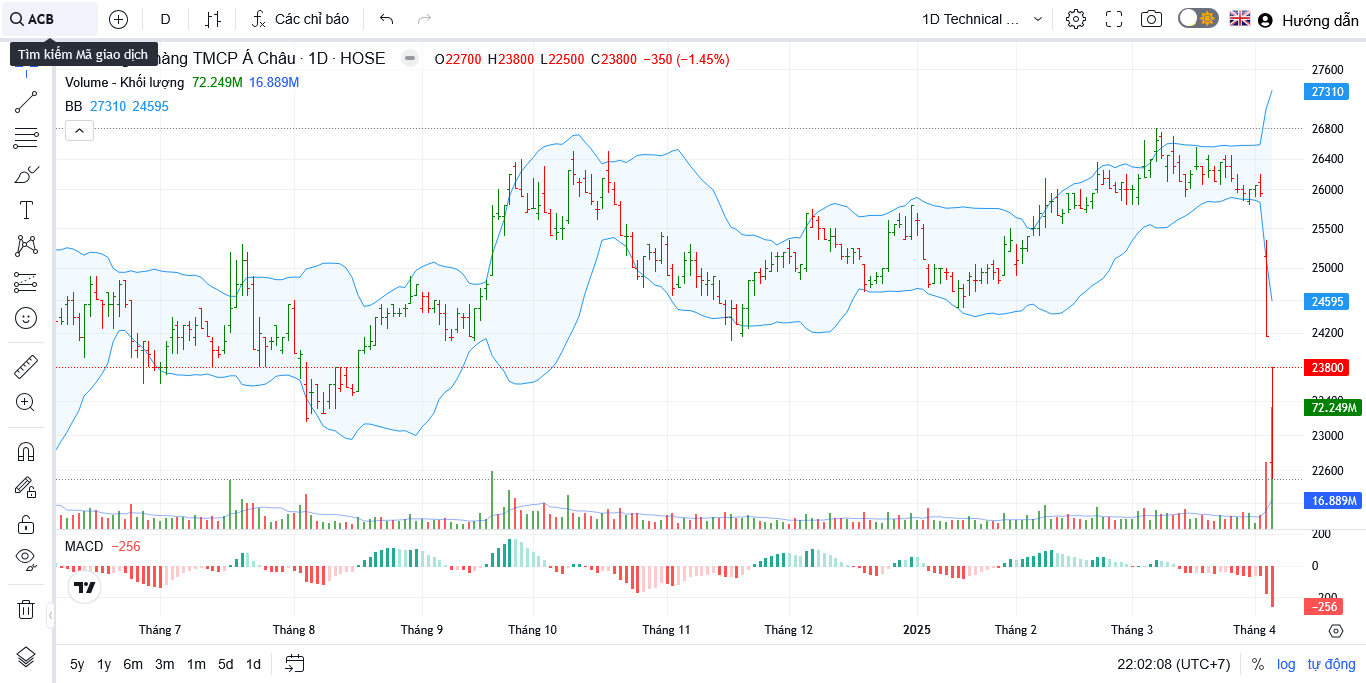 ACB
D
Các chỉ báo
1D Technical ...
Hướng dẫn
Tìm kiếm Mã giao dịch
hàng TMCP Á Châu · 1D · HOSE
O22700 H23800 L22500 C23800 −350 (−1.45%)
Volume - Khối lượng 72.249M 16.889M
BB 27310 24595
27600
27310
26800
26400
26000
25500
25000
24595
24200
23800
23400
72.249M
23000
22600
16.889M
MACD −256
200
0
−200
−256
Tháng 7 Tháng 8 Tháng 9 Tháng 10 Tháng 11 Tháng 12 2025 Tháng 2 Tháng 3 Tháng 4
5y 1y 6m 3m 1m 5d 1d
22:02:08 (UTC+7) % log tự động